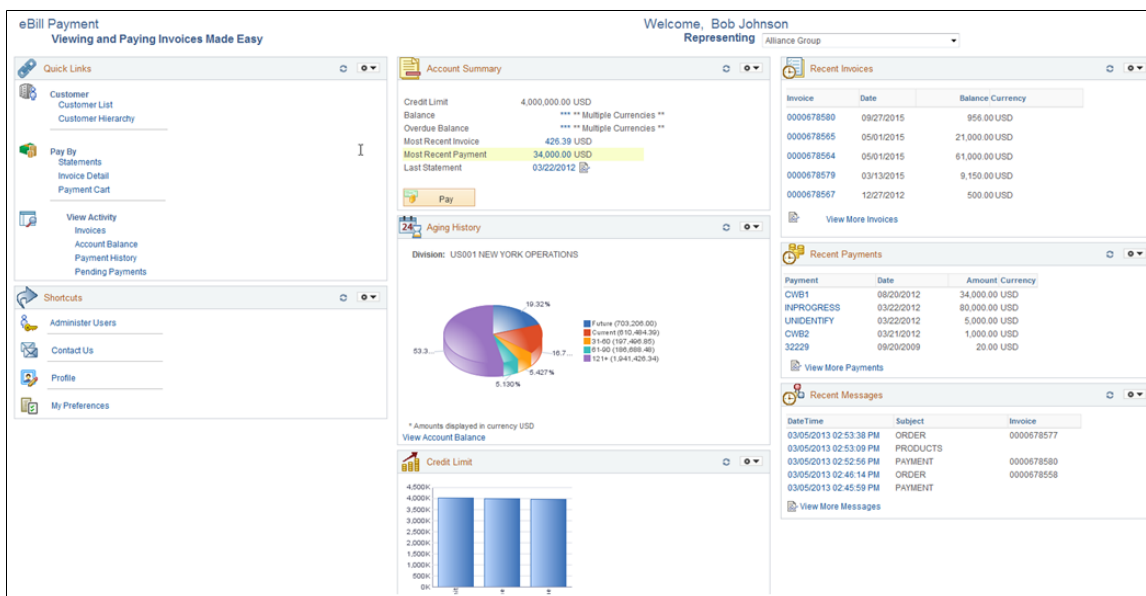 eBill Payment
Viewing and Paying Invoices Made Easy
Welcome, Bob Johnson
Representing Alliance Group
Quick Links
Customer
Customer List
Customer Hierarchy
Pay By
Statements
Invoice Detail
Payment Cart
View Activity
Invoices
Account Balance
Payment History
Pending Payments
Shortcuts
Administer Users
Contact Us
Profile
My Preferences
Account Summary
Credit Limit 4,000,000.00 USD
Balance *** ** Multiple Currencies **
Overdue Balance *** ** Multiple Currencies **
Most Recent Invoice 426.39 USD
Most Recent Payment 34,000.00 USD
Last Statement 03/22/2012
Pay
24 Aging History
Division: US001 NEW YORK OPERATIONS
19.32%
53.3...
16.7...
5.427%
5.130%
Future (703,206.00)
Current (610,484.39)
31-60 (197,496.85)
61-90 (186,688.48)
121+ (1,941,426.34)
* Amounts displayed in currency USD
View Account Balance
Credit Limit
4,500K
4,000K
3,500K
3,000K
2,500K
2,000K
1,500K
1,000K
500K
0K
Recent Invoices
Invoice Date Balance Currency
0000678580 09/27/2015 956.00 USD
0000678565 05/01/2015 21,000.00 USD
0000678564 05/01/2015 61,000.00 USD
0000678579 03/13/2015 9,150.00 USD
0000678567 12/27/2012 500.00 USD
View More Invoices
Recent Payments
Payment Date Amount Currency
CWB1 08/20/2012 34,000.00 USD
INPROGRESS 03/22/2012 80,000.00 USD
UNIDENTIFY 03/22/2012 5,000.00 USD
CWB2 03/21/2012 1,000.00 USD
32229 09/20/2009 20.00 USD
View More Payments
Recent Messages
DateTime Subject Invoice
03/05/2013 02:53:38 PM ORDER 0000678577
03/05/2013 02:53:09 PM PRODUCTS
03/05/2013 02:52:56 PM PAYMENT 0000678580
03/05/2013 02:46:14 PM ORDER 0000678558
03/05/2013 02:45:59 PM PAYMENT
View More Messages